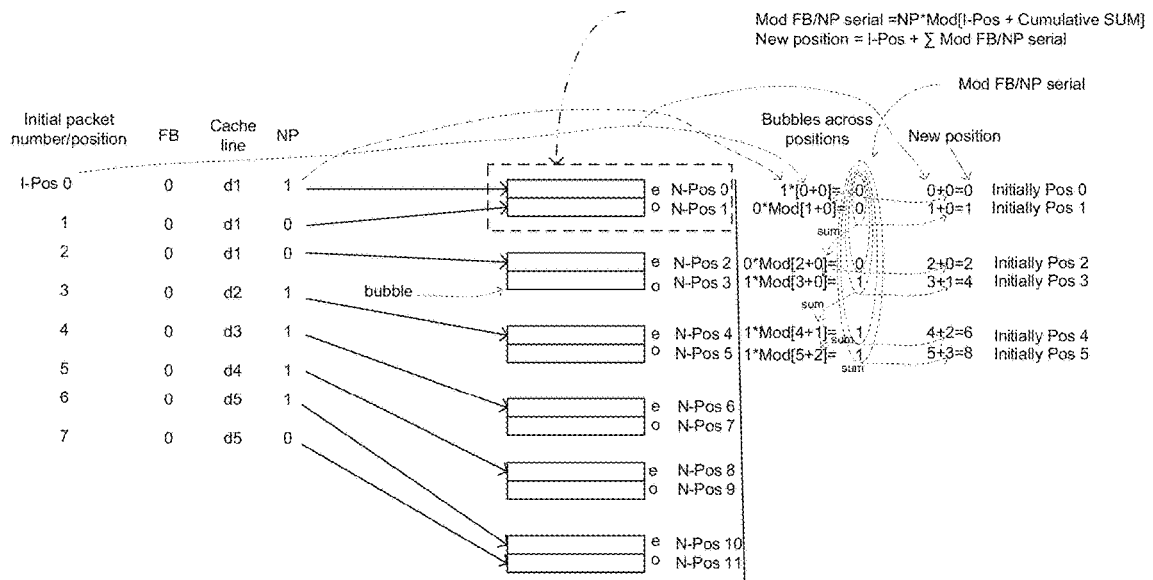 Mod FB/NP serial =NP*Mod[I-Pos + Cumulative SUM]
New position = I-Pos + ∑ Mod FB/NP serial
Mod FB/NP serial
Initial packet
number/position
FB
Cache
line
NP
Bubbles across
positions
New position
I-Pos 0 0 d1 1
1 0 d1 0
2 0 d1 0
3 0 d2 1
4 0 d3 1
5 0 d4 1
6 0 d5 1
7 0 d5 0
bubble
e N-Pos 0
o N-Pos 1
e N-Pos 2
o N-Pos 3
e N-Pos 4
o N-Pos 5
e N-Pos 6
o N-Pos 7
e N-Pos 8
o N-Pos 9
e N-Pos 10
o N-Pos 11
1*[0+0]= 0 0+0=0 Initially Pos 0
0*Mod[1+0]= 0 1+0=1 Initially Pos 1
sum
0*Mod[2+0]= 0 2+0=2 Initially Pos 2
1*Mod[3+0]= 1 3+1=4 Initially Pos 3
sum
1*Mod[4+1]= 1 4+2=6 Initially Pos 4
sum
1*Mod[5+2]= 1 5+3=8 Initially Pos 5
sum